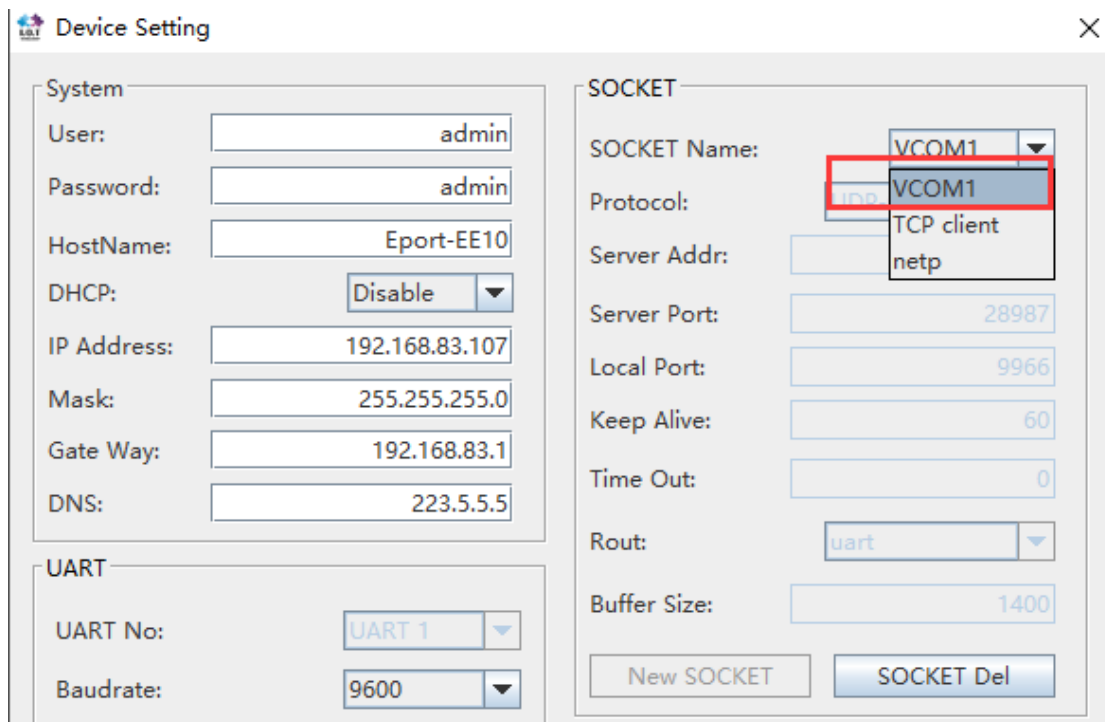 Device Setting
System
User: admin
Password: admin
HostName: Eport-EE10
DHCP: Disable
IP Address: 192.168.83.107
Mask: 255.255.255.0
Gate Way: 192.168.83.1
DNS: 223.5.5.5
UART
UART No: UART 1
Baudrate: 9600
SOCKET
SOCKET Name: VCOM1
VCOM1
TCP client
netp
Protocol:
Server Addr:
Server Port: 28987
Local Port: 9966
Keep Alive: 60
Time Out: 0
Rout: uart
Buffer Size: 1400
New SOCKET SOCKET Del